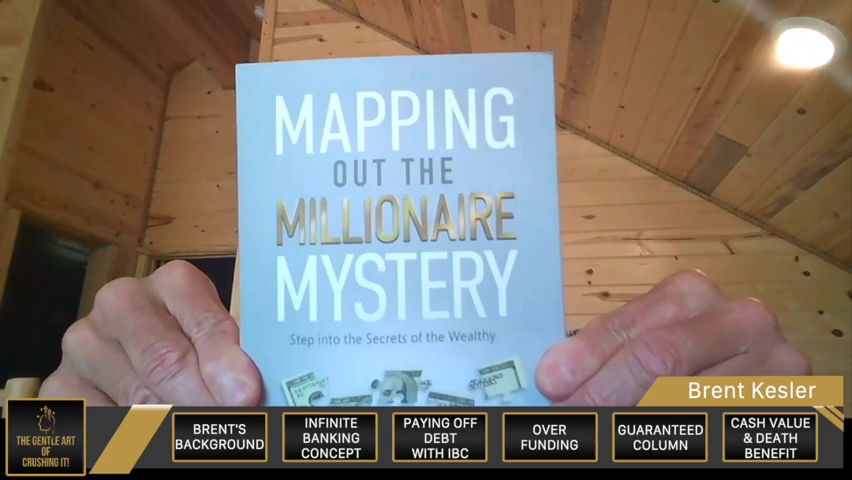 MAPPING
OUT THE
MILLIONAIRE
MYSTERY
Step into the Secrets of the Wealthy
Brent Kesler
THE GENTLE ART
OF
CRUSHING IT!
BRENT'S
BACKGROUND
INFINITE
BANKING
CONCEPT
PAYING OFF
DEBT
WITH IBC
OVER
FUNDING
GUARANTEED
COLUMN
CASH VALUE
& DEATH
BENEFIT